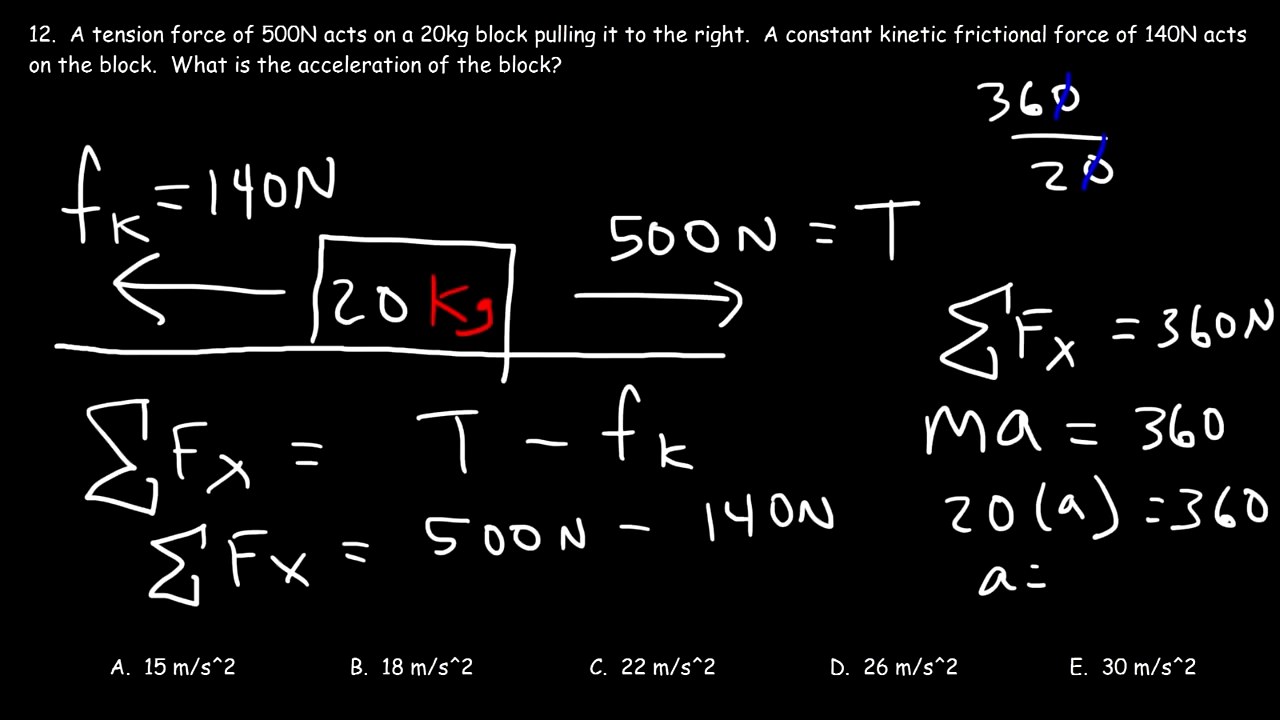 12. A tension force of 500N acts on a 20kg block pulling it to the right. A constant kinetic frictional force of 140N acts
on the block. What is the acceleration of the block?
360
20
fk = 140N
500N = T
20 kg
ΣFx = 360N
ΣFx = T - fk
ma = 360
ΣFx = 500N - 140N
20(a) = 360
a =
A. 15 m/s^2 B. 18 m/s^2 C. 22 m/s^2 D. 26 m/s^2 E. 30 m/s^2